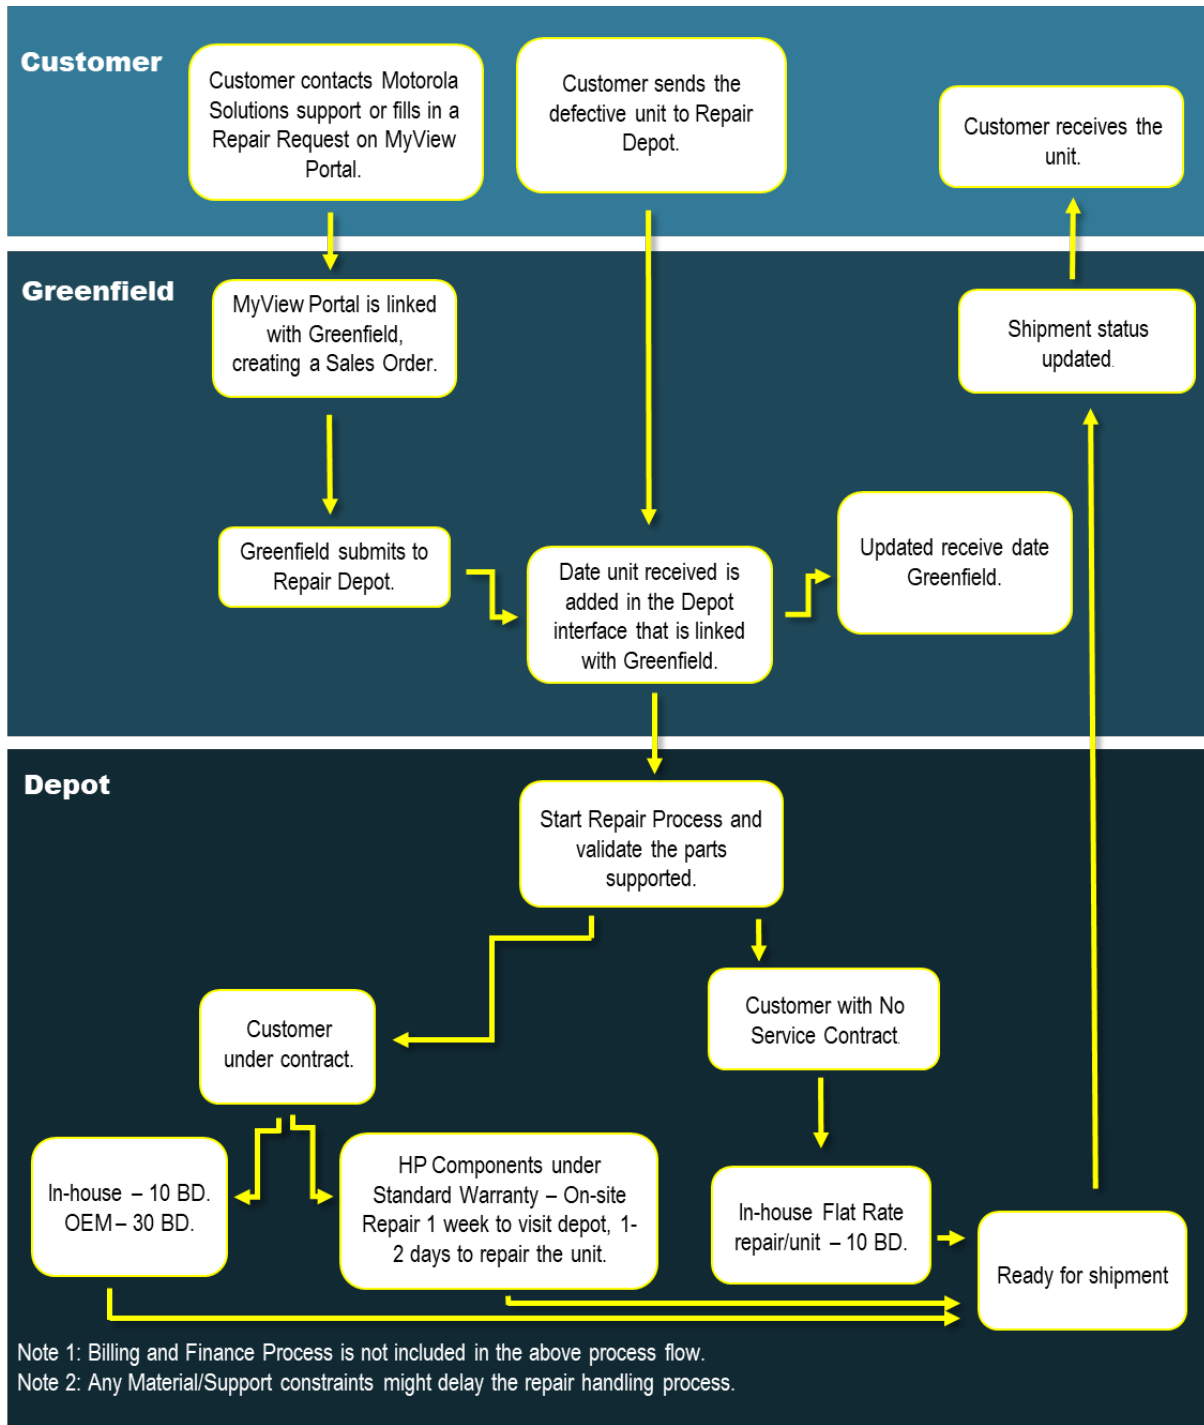 Customer
Customer contacts Motorola
Solutions support or fills in a
Repair Request on MyView
Portal.
Customer sends the
defective unit to Repair
Depot.
Customer receives the
unit.
Greenfield
MyView Portal is linked
with Greenfield,
creating a Sales Order.
Shipment status
updated.
Greenfield submits to
Repair Depot.
Date unit received is
added in the Depot
interface that is linked
with Greenfield.
Updated receive date
Greenfield.
Depot
Start Repair Process and
validate the parts
supported.
Customer
under contract.
Customer with No
Service Contract.
In-house – 10 BD.
OEM – 30 BD.
HP Components under
Standard Warranty – On-site
Repair 1 week to visit depot, 1-
2 days to repair the unit.
In-house Flat Rate
repair/unit – 10 BD.
Ready for shipment
Note 1: Billing and Finance Process is not included in the above process flow.
Note 2: Any Material/Support constraints might delay the repair handling process.